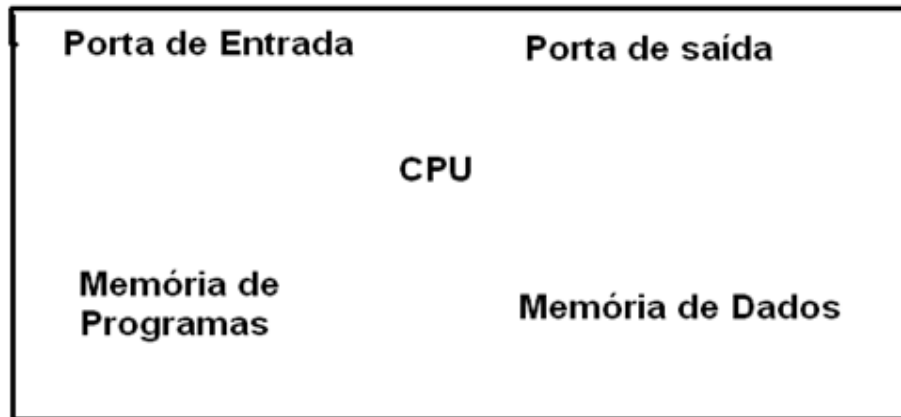 Porta de Entrada
Porta de saída
CPU
Memória de
Programas
Memória de Dados